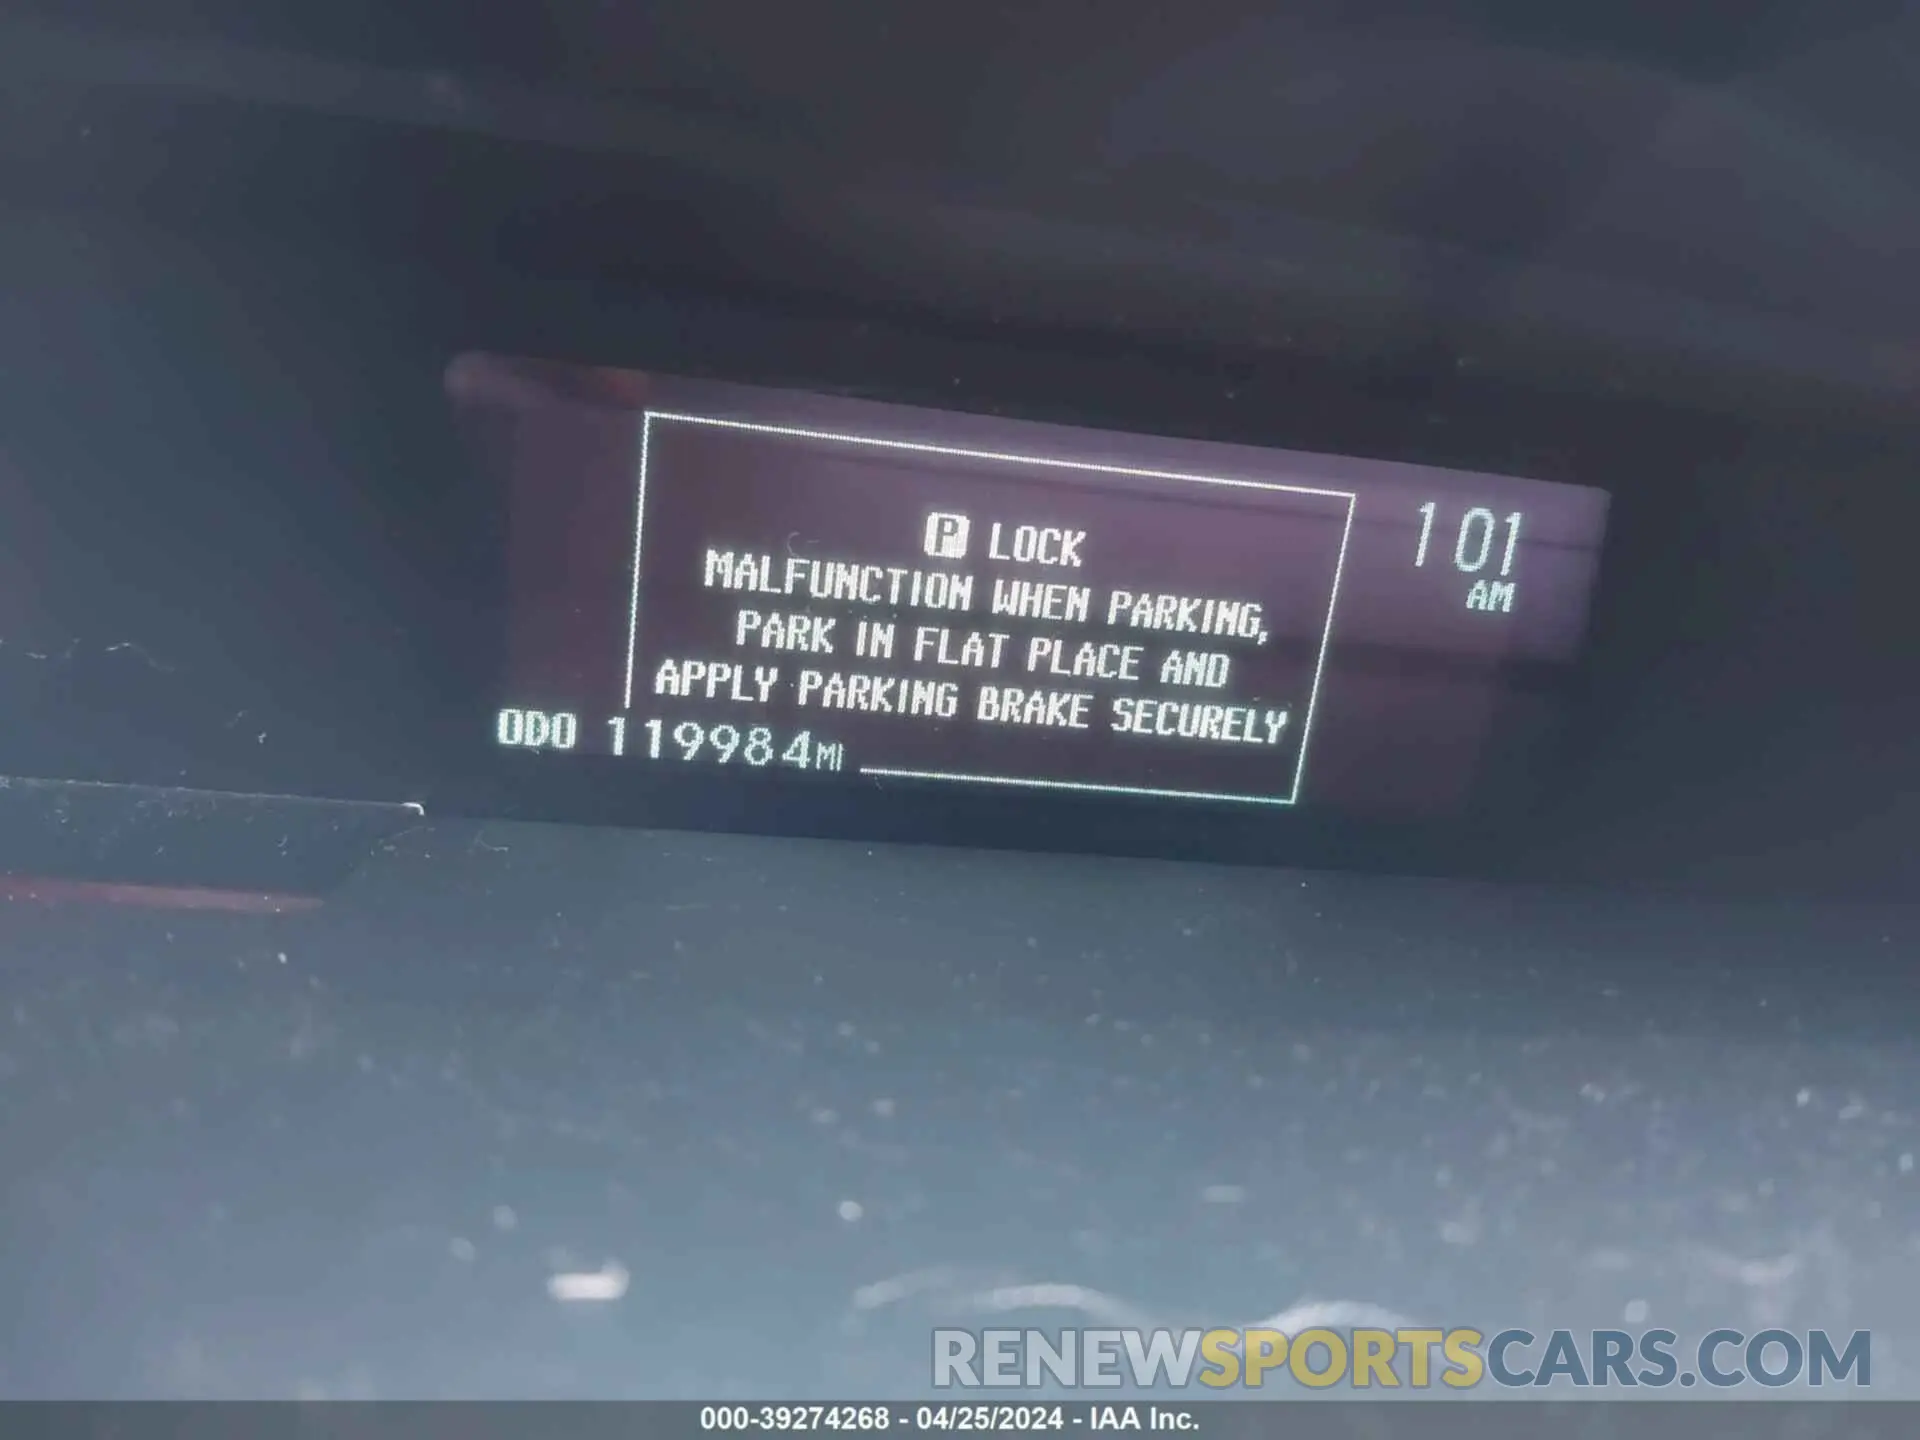 P LOCK
MALFUNCTION WHEN PARKING,
PARK IN FLAT PLACE AND
APPLY PARKING BRAKE SECURELY
1 01
AM
ODO 119984MI
RENEWSPORTSCARS.COM
000-39274268 - 04/25/2024 - IAA Inc.